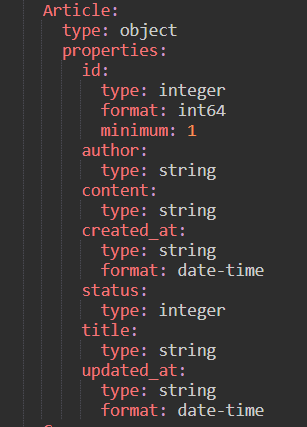 Article:
  type: object
  properties:
    id:
      type: integer
      format: int64
      minimum: 1
    author:
      type: string
    content:
      type: string
    created_at:
      type: string
      format: date-time
    status:
      type: integer
    title:
      type: string
    updated_at:
      type: string
      format: date-time